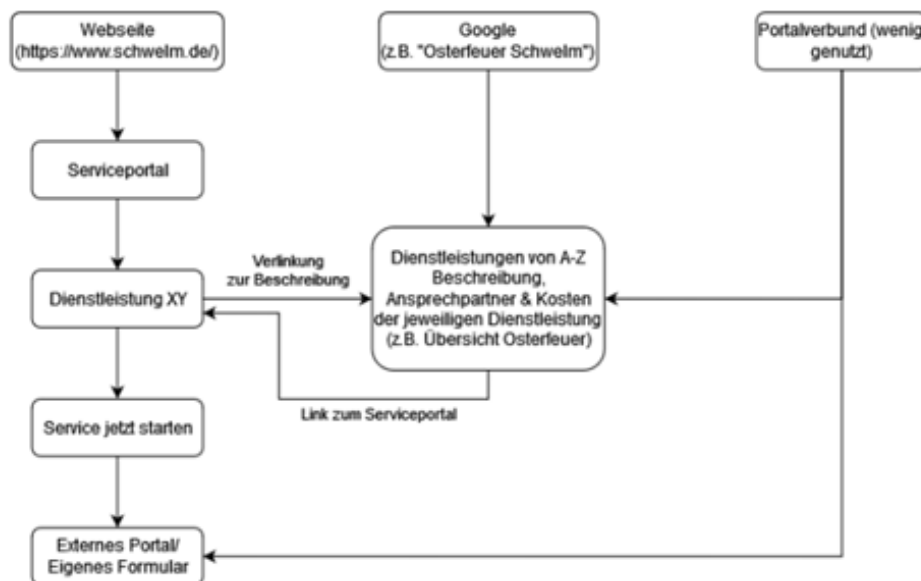 Webseite
(https://www.schwelm.de/)
Google
(z.B. "Osterfeuer Schwelm")
Portalverbund (wenig
genutzt)
Serviceportal
Verlinkung
zur Beschreibung
Dienstleistung XY
Dienstleistungen von A-Z
Beschreibung,
Ansprechpartner & Kosten
der jeweiligen Dienstleistung
(z.B. Übersicht Osterfeuer)
Link zum Serviceportal
Service jetzt starten
Externes Portal/
Eigenes Formular